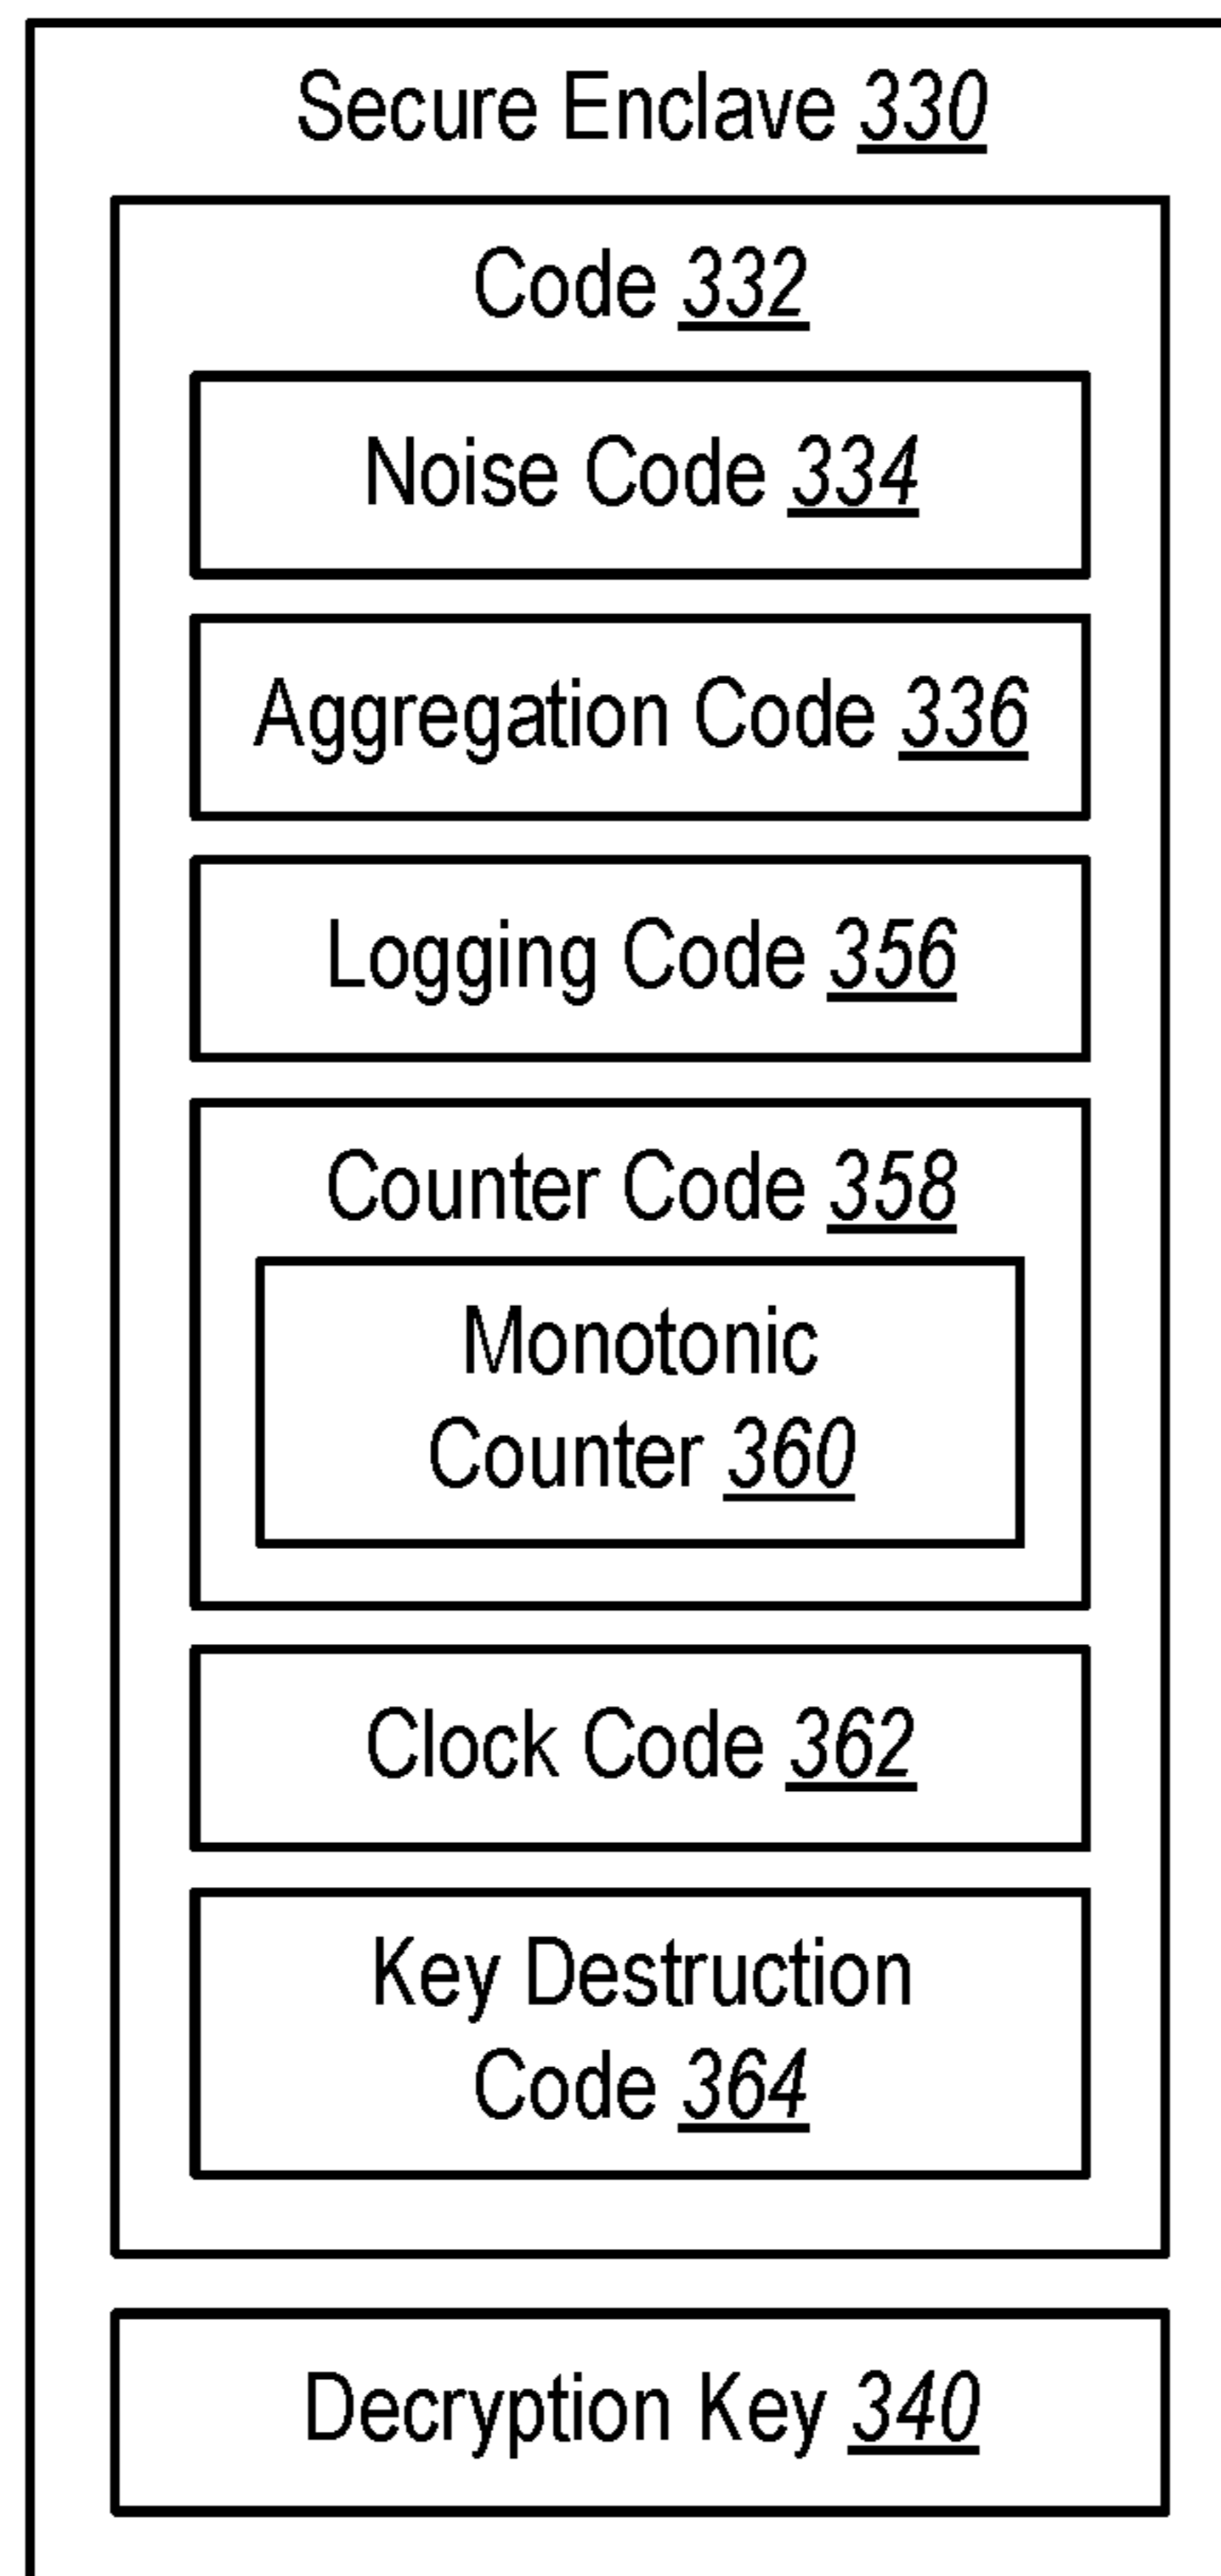 Secure Enclave 330
Code 332
Noise Code 334
Aggregation Code 336
Logging Code 356
Counter Code 358
Monotonic
Counter 360
Clock Code 362
Key Destruction
Code 364
Decryption Key 340